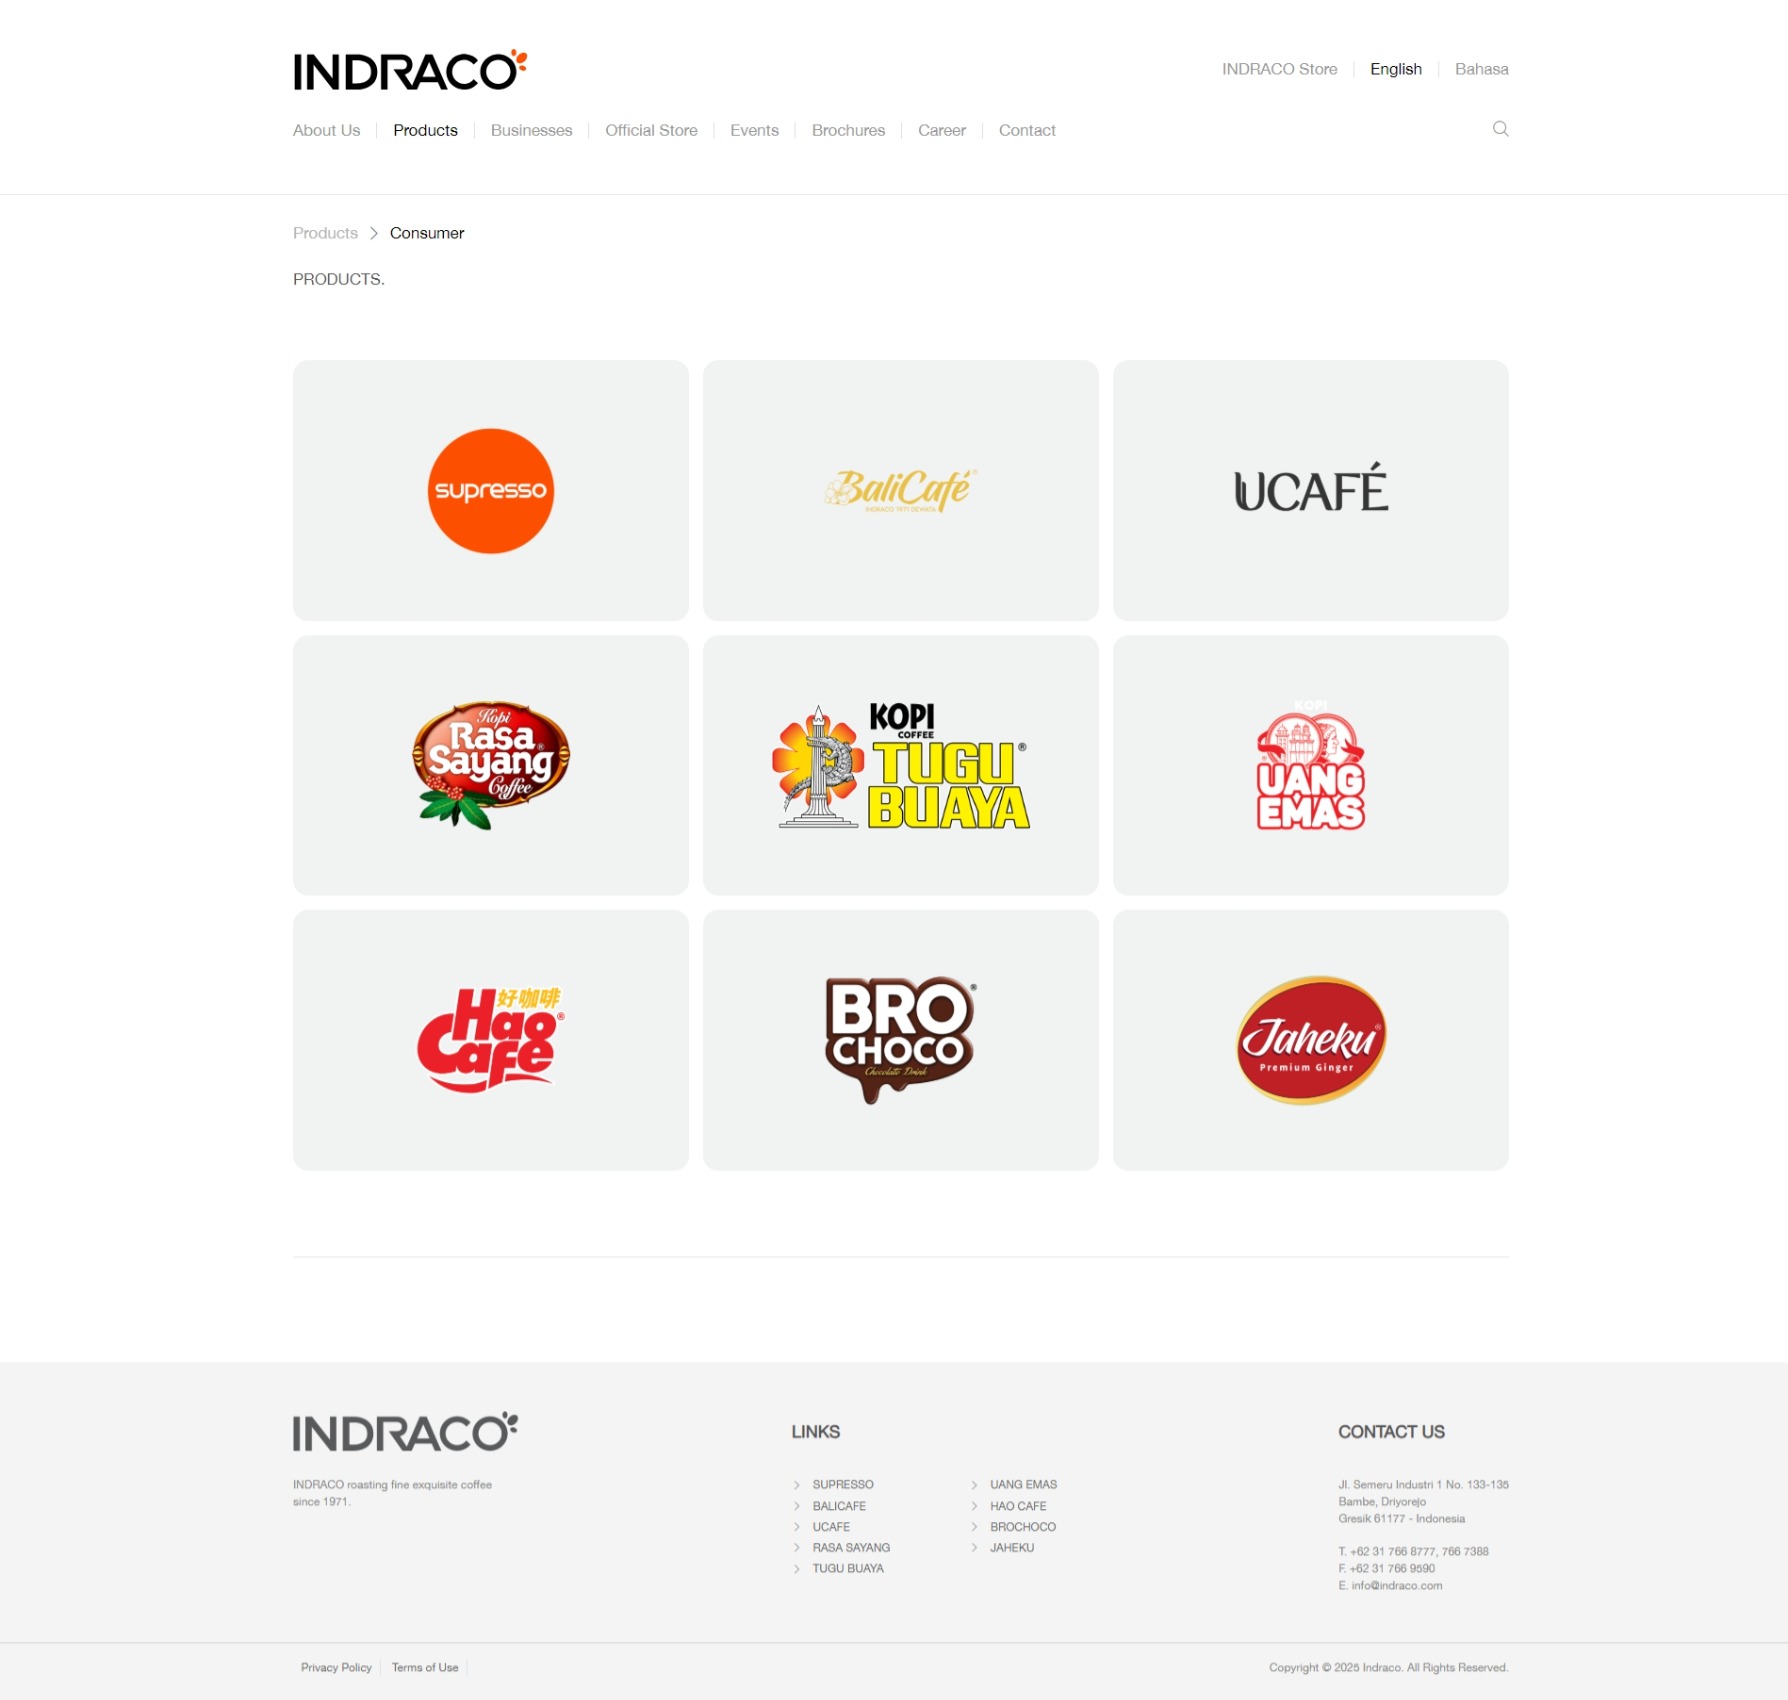 INDRACO
INDRACO Store
English
Bahasa
About Us
Products
Businesses
Official Store
Events
Brochures
Career
Contact
Products > Consumer
PRODUCTS.
supresso
BaliCafé
INDRACO 1971 DEWATA
UCAFÉ
Kopi
Rasa
Sayang®
Coffee
KOPI
COFFEE
TUGU®
BUAYA
KOPI
UANG
EMAS
好咖啡
Hao
Cafe®
BRO®
CHOCO
Chocolate Drink
Jaheku®
Premium Ginger
INDRACO
INDRACO roasting fine exquisite coffee
since 1971.
LINKS
SUPRESSO
BALICAFE
UCAFE
RASA SAYANG
TUGU BUAYA
UANG EMAS
HAO CAFE
BROCHOCO
JAHEKU
CONTACT US
Jl. Semeru Industri 1 No. 133-135
Bambe, Driyorejo
Gresik 61177 - Indonesia
T. +62 31 766 8777, 766 7388
F. +62 31 766 9590
E. info@indraco.com
Privacy Policy
Terms of Use
Copyright © 2025 Indraco. All Rights Reserved.